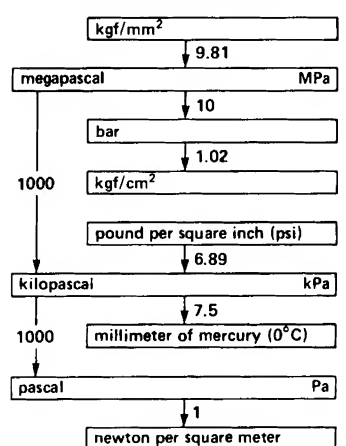 kgf/mm²
9.81
megapascal MPa
10
bar
1.02
kgf/cm²
1000
pound per square inch (psi)
6.89
kilopascal kPa
7.5
1000
millimeter of mercury (0°C)
pascal Pa
1
newton per square meter